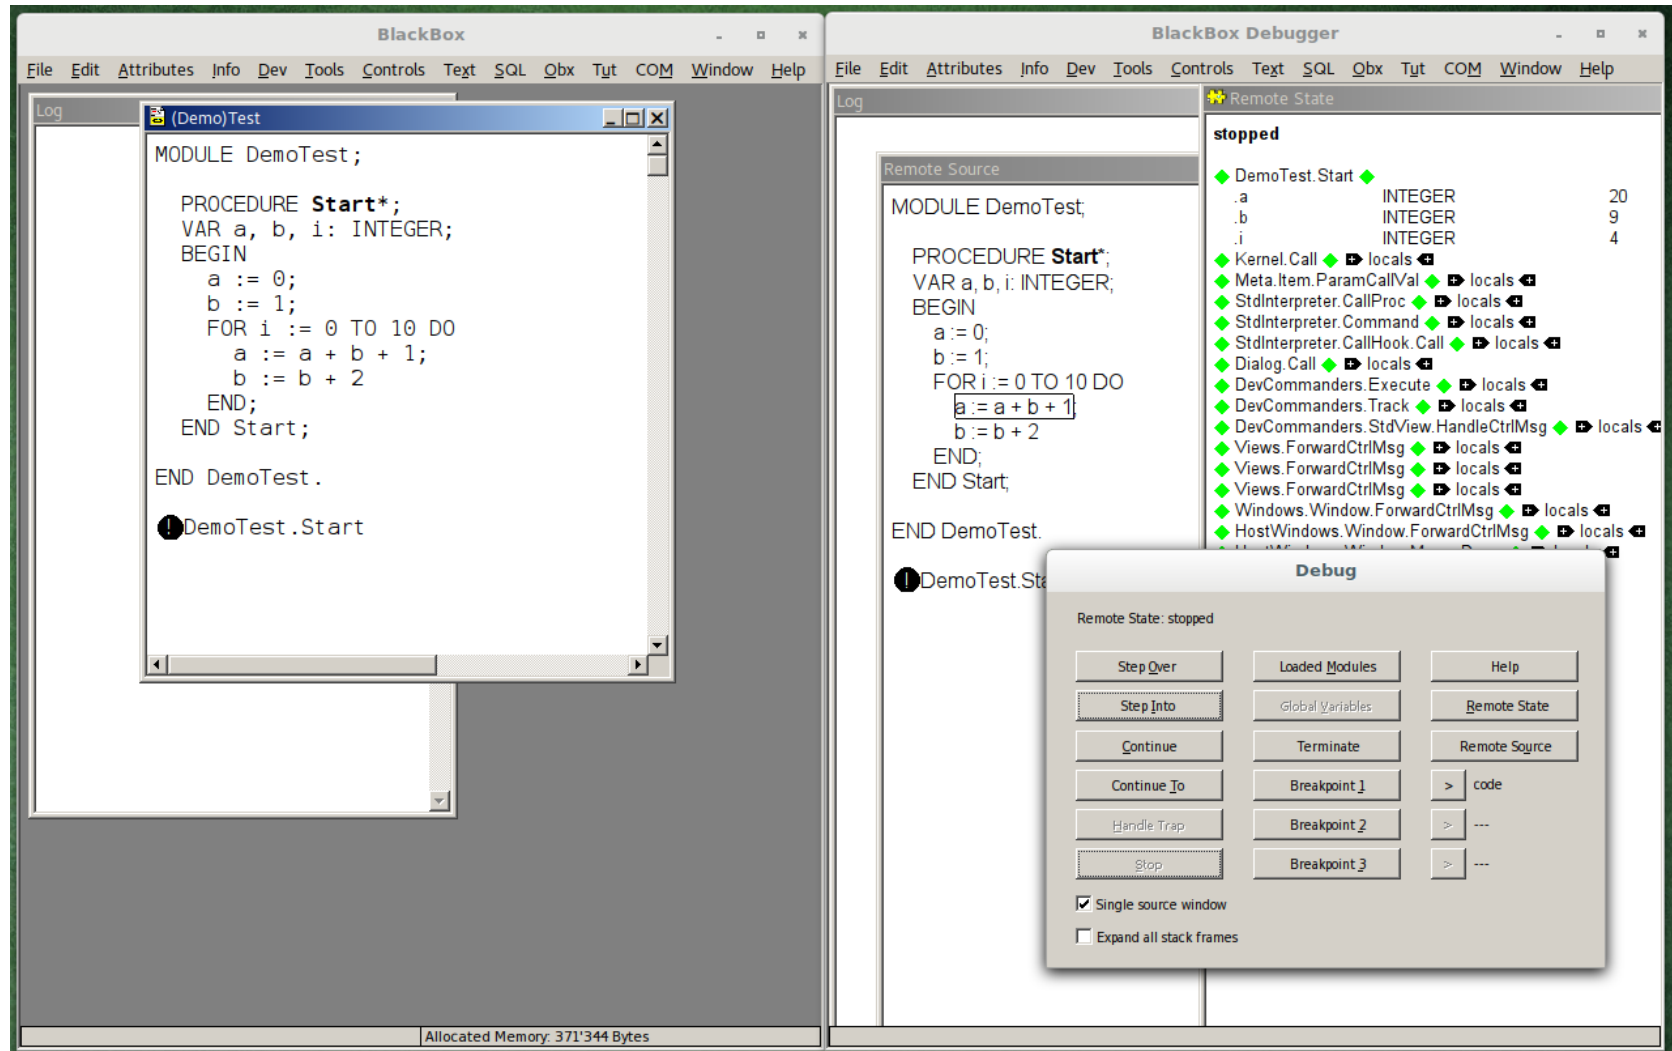 BlackBox
File Edit Attributes Info Dev Tools Controls Text SQL Obx Tut COM Window Help
Log
(Demo)Test
MODULE DemoTest;
PROCEDURE Start*;
VAR a, b, i: INTEGER;
BEGIN
a := 0;
b := 1;
FOR i := 0 TO 10 DO
a := a + b + 1;
b := b + 2
END;
END Start;
END DemoTest.
!DemoTest.Start
Allocated Memory: 371'344 Bytes
BlackBox Debugger
File Edit Attributes Info Dev Tools Controls Text SQL Obx Tut COM Window Help
Log
Remote Source
MODULE DemoTest;
PROCEDURE Start*;
VAR a, b, i: INTEGER;
BEGIN
a := 0;
b := 1;
FOR i := 0 TO 10 DO
a := a + b + 1;
b := b + 2
END;
END Start;
END DemoTest.
!DemoTest.Sta
Remote State
stopped
DemoTest.Start
.a INTEGER 20
.b INTEGER 9
.i INTEGER 4
Kernel.Call locals
Meta.Item.ParamCallVal locals
StdInterpreter.CallProc locals
StdInterpreter.Command locals
StdInterpreter.CallHook.Call locals
Dialog.Call locals
DevCommanders.Execute locals
DevCommanders.Track locals
DevCommanders.StdView.HandleCtrlMsg locals
Views.ForwardCtrlMsg locals
Views.ForwardCtrlMsg locals
Views.ForwardCtrlMsg locals
Windows.Window.ForwardCtrlMsg locals
HostWindows.Window.ForwardCtrlMsg locals
Debug
Remote State: stopped
Step Over Loaded Modules Help
Step Into Global Variables Remote State
Continue Terminate Remote Source
Continue To Breakpoint 1 > code
Handle Trap Breakpoint 2 > ---
Stop Breakpoint 3 > ---
Single source window
Expand all stack frames